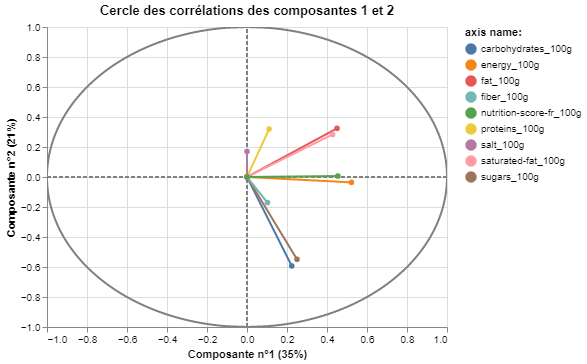 Cercle des corrélations des composantes 1 et 2
axis name:
carbohydrates_100g
energy_100g
fat_100g
fiber_100g
nutrition-score-fr_100g
proteins_100g
salt_100g
saturated-fat_100g
sugars_100g
Composante n°2 (21%)
1.0
0.8
0.6
0.4
0.2
0.0
−0.2
−0.4
−0.6
−0.8
−1.0
−1.0 −0.8 −0.6 −0.4 −0.2 0.0 0.2 0.4 0.6 0.8 1.0
Composante n°1 (35%)